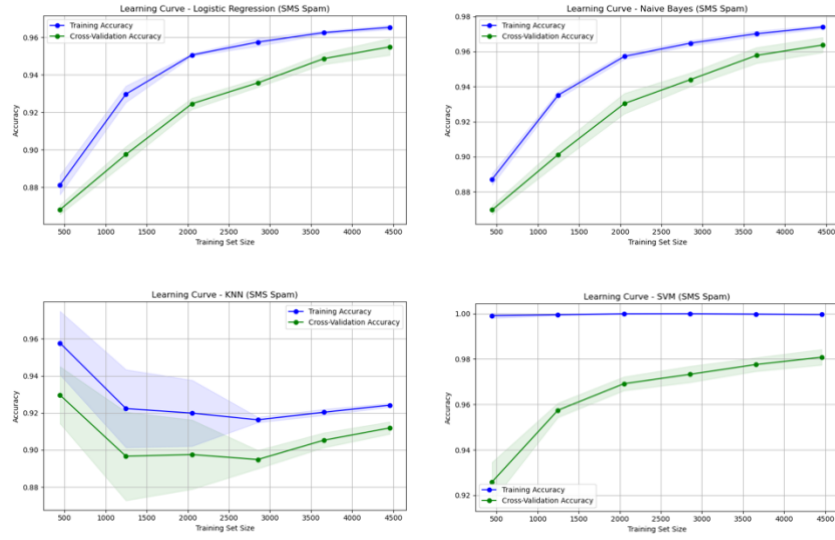 Learning Curve - Logistic Regression (SMS Spam)
Training Accuracy
Cross-Validation Accuracy
0.96
0.94
0.92
0.90
0.88
Accuracy
500 1000 1500 2000 2500 3000 3500 4000 4500
Training Set Size
Learning Curve - Naive Bayes (SMS Spam)
Training Accuracy
Cross-Validation Accuracy
0.98
0.96
0.94
0.92
0.90
0.88
Accuracy
500 1000 1500 2000 2500 3000 3500 4000 4500
Training Set Size
Learning Curve - KNN (SMS Spam)
Training Accuracy
Cross-Validation Accuracy
0.96
0.94
0.92
0.90
0.88
Accuracy
500 1000 1500 2000 2500 3000 3500 4000 4500
Training Set Size
Learning Curve - SVM (SMS Spam)
1.00
0.98
0.96
0.94
0.92
Accuracy
Training Accuracy
Cross-Validation Accuracy
500 1000 1500 2000 2500 3000 3500 4000 4500
Training Set Size